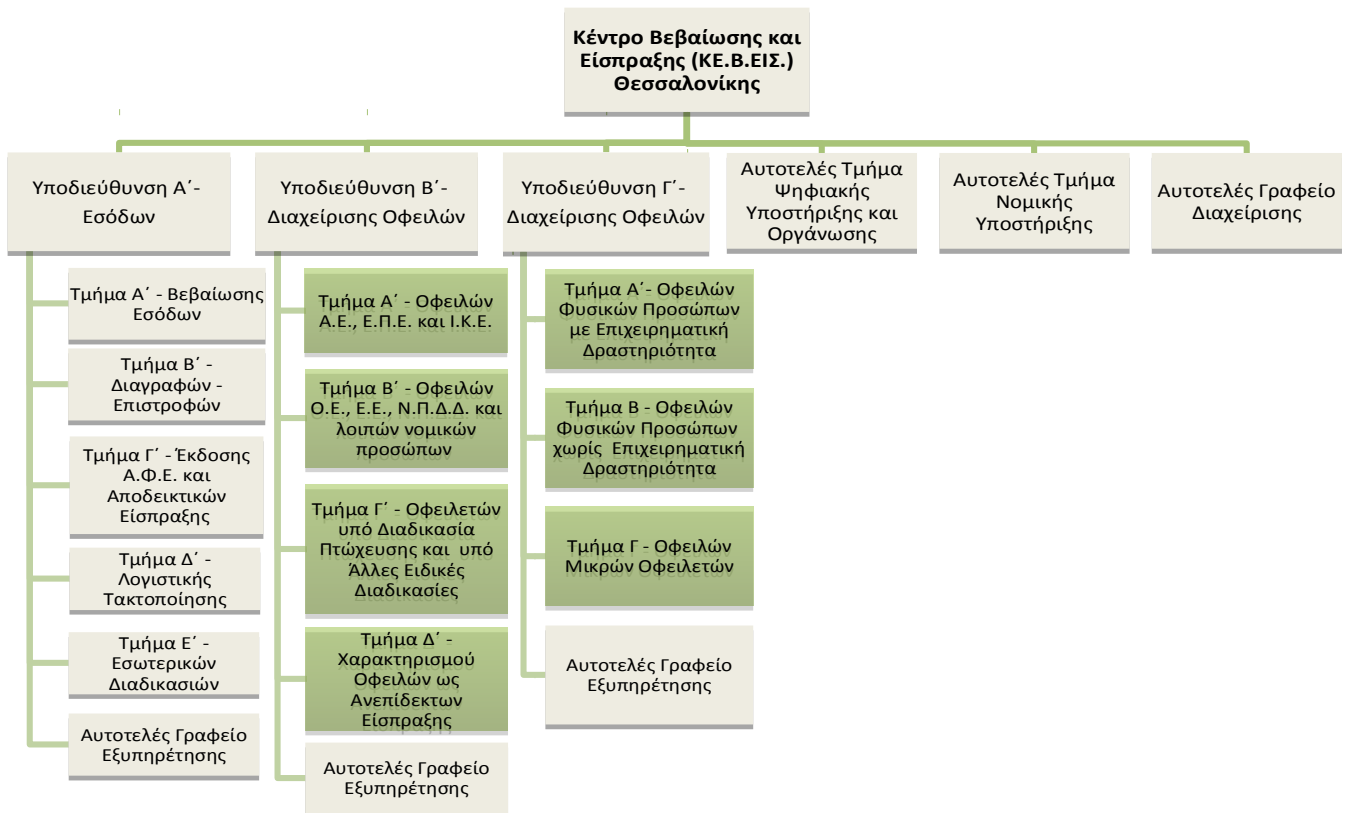 Κέντρο Βεβαίωσης και
Είσπραξης (ΚΕ.Β.ΕΙΣ.)
Θεσσαλονίκης
Υποδιεύθυνση Α΄-
Εσόδων
Τμήμα Α΄ - Βεβαίωσης
Εσόδων
Τμήμα Β΄ -
Διαγραφών -
Επιστροφών
Τμήμα Γ΄ - Έκδοσης
Α.Φ.Ε. και
Αποδεικτικών
Είσπραξης
Τμήμα Δ΄ -
Λογιστικής
Τακτοποίησης
Τμήμα Ε΄ -
Εσωτερικών
Διαδικασιών
Αυτοτελές Γραφείο
Εξυπηρέτησης
Υποδιεύθυνση Β΄-
Διαχείρισης Οφειλών
Τμήμα Α΄ - Οφειλών
Α.Ε., Ε.Π.Ε. και Ι.Κ.Ε.
Τμήμα Β΄ - Οφειλών
Ο.Ε., Ε.Ε., Ν.Π.Δ.Δ. και
λοιπών νομικών
προσώπων
Τμήμα Γ΄ - Οφειλετών
υπό Διαδικασία
Πτώχευσης και υπό
Άλλες Ειδικές
Διαδικασίες
Τμήμα Δ΄ -
Χαρακτηρισμού
Οφειλών ως
Ανεπίδεκτων
Είσπραξης
Αυτοτελές Γραφείο
Εξυπηρέτησης
Υποδιεύθυνση Γ΄-
Διαχείρισης Οφειλών
Τμήμα Α΄- Οφειλών
Φυσικών Προσώπων
με Επιχειρηματική
Δραστηριότητα
Τμήμα Β - Οφειλών
Φυσικών Προσώπων
χωρίς Επιχειρηματική
Δραστηριότητα
Τμήμα Γ - Οφειλών
Μικρών Οφειλετών
Αυτοτελές Γραφείο
Εξυπηρέτησης
Αυτοτελές Τμήμα
Ψηφιακής
Υποστήριξης και
Οργάνωσης
Αυτοτελές Τμήμα
Νομικής
Υποστήριξης
Αυτοτελές Γραφείο
Διαχείρισης